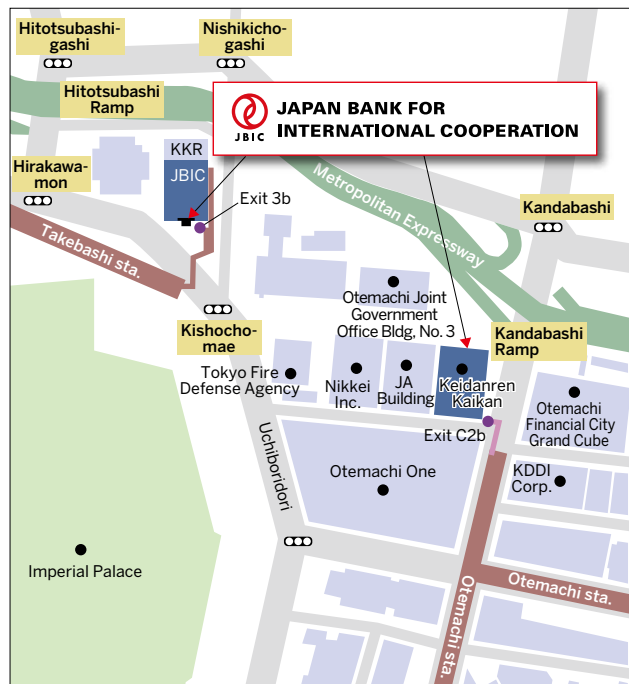 Hitotsubashi-
gashi
Nishikicho-
gashi
Hitotsubashi
Ramp
JBIC
JAPAN BANK FOR
INTERNATIONAL COOPERATION
KKR
JBIC
Hirakawa-
mon
Exit 3b
Metropolitan Expressway
Kandabashi
Takebashi sta.
Otemachi Joint
Government
Office Bldg, No. 3
Kishocho-
mae
Kandabashi
Ramp
Tokyo Fire
Defense Agency
Nikkei
Inc.
JA
Building
Keidanren
Kaikan
Otemachi
Financial City
Grand Cube
Exit C2b
Uchiboridori
Otemachi One
KDDI
Corp.
Imperial Palace
Otemachi sta.
Otemachi sta.